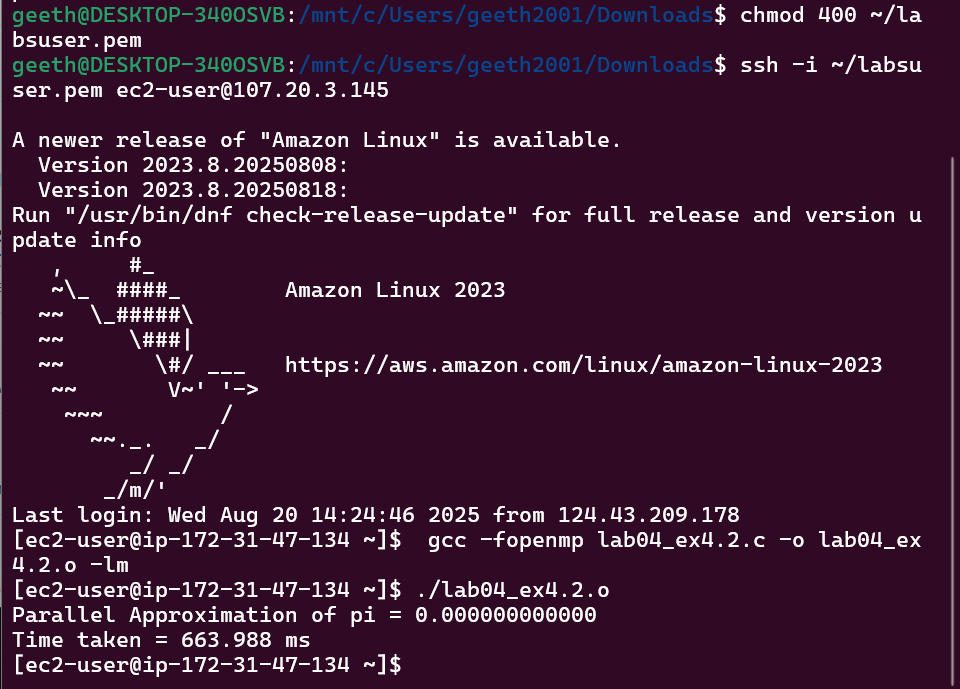 geeth@DESKTOP-340OSVB:/mnt/c/Users/geeth2001/Downloads$ chmod 400 ~/la
bsuser.pem
geeth@DESKTOP-340OSVB:/mnt/c/Users/geeth2001/Downloads$ ssh -i ~/labsu
ser.pem ec2-user@107.20.3.145
A newer release of "Amazon Linux" is available.
  Version 2023.8.20250808:
  Version 2023.8.20250818:
Run "/usr/bin/dnf check-release-update" for full release and version u
pdate info
   ,     #_
   ~\_  ####_        Amazon Linux 2023
  ~~  \_#####\
  ~~     \###|
  ~~       \#/ ___   https://aws.amazon.com/linux/amazon-linux-2023
   ~~       V~' '->
    ~~~         /
      ~~._.   _/
         _/ _/
       _/m/'
Last login: Wed Aug 20 14:24:46 2025 from 124.43.209.178
[ec2-user@ip-172-31-47-134 ~]$  gcc -fopenmp lab04_ex4.2.c -o lab04_ex
4.2.o -lm
[ec2-user@ip-172-31-47-134 ~]$ ./lab04_ex4.2.o
Parallel Approximation of pi = 0.000000000000
Time taken = 663.988 ms
[ec2-user@ip-172-31-47-134 ~]$